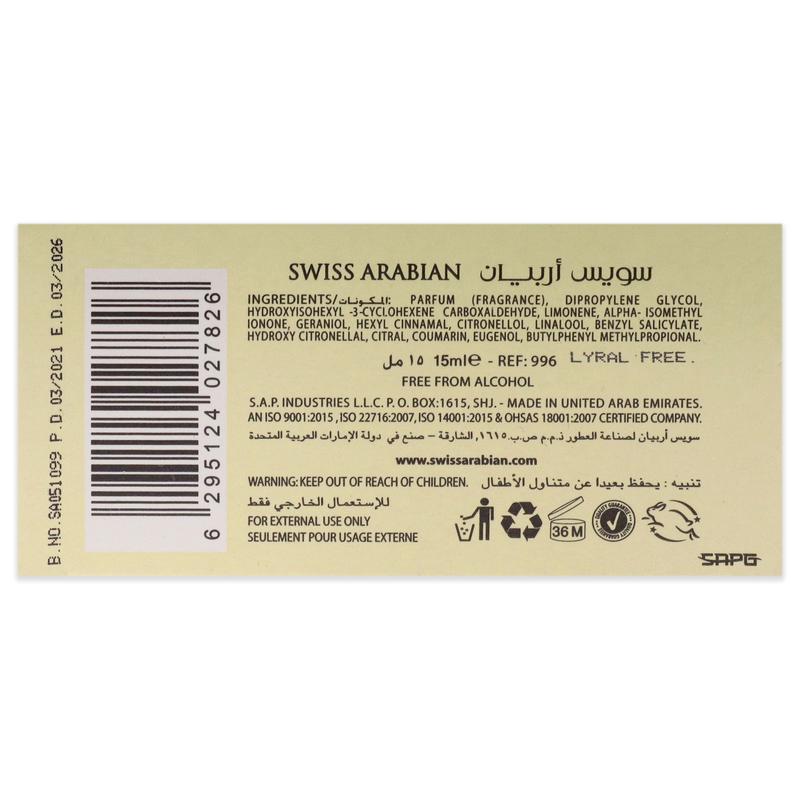 B.NO.SA051099 P.D.03/2021 E.D.03/2026
6 295124 027826
SWISS ARABIAN سويس أربيان
INGREDIENTS/المكونات: PARFUM (FRAGRANCE), DIPROPYLENE GLYCOL,
HYDROXYISOHEXYL -3-CYCLOHEXENE CARBOXALDEHYDE, LIMONENE, ALPHA- ISOMETHYL
IONONE, GERANIOL, HEXYL CINNAMAL, CITRONELLOL, LINALOOL, BENZYL SALICYLATE,
HYDROXY CITRONELLAL, CITRAL, COUMARIN, EUGENOL, BUTYLPHENYL METHYLPROPIONAL.
١٥ مل 15ml℮ - REF: 996 LYRAL FREE.
FREE FROM ALCOHOL
S.A.P. INDUSTRIES L.L.C. P. O. BOX:1615, SHJ. - MADE IN UNITED ARAB EMIRATES.
AN ISO 9001:2015 , ISO 22716:2007, ISO 14001:2015 & OHSAS 18001:2007 CERTIFIED COMPANY.
سويس أربيان لصناعة العطور ذ.م.م ص.ب.١٦١٥، الشارقة – صنع في دولة الإمارات العربية المتحدة
www.swissarabian.com
WARNING: KEEP OUT OF REACH OF CHILDREN. تنبيه : يحفظ بعيدا عن متناول الأطفال
للإستعمال الخارجي فقط
FOR EXTERNAL USE ONLY
SEULEMENT POUR USAGE EXTERNE
36 M
QUALITY GUARANTEE
SAPG